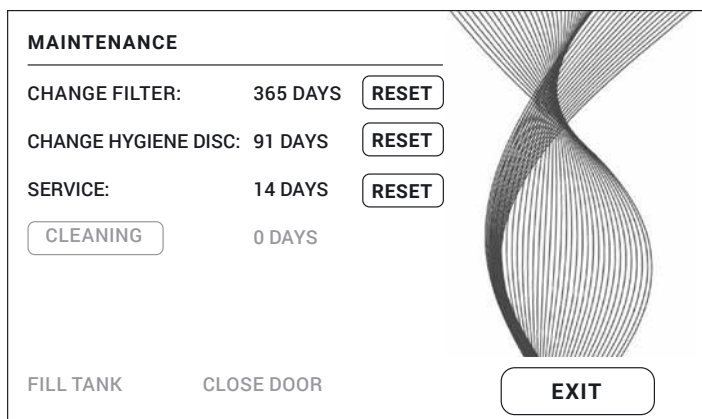 MAINTENANCE
CHANGE FILTER: 365 DAYS RESET
CHANGE HYGIENE DISC: 91 DAYS RESET
SERVICE: 14 DAYS RESET
CLEANING 0 DAYS
FILL TANK CLOSE DOOR EXIT